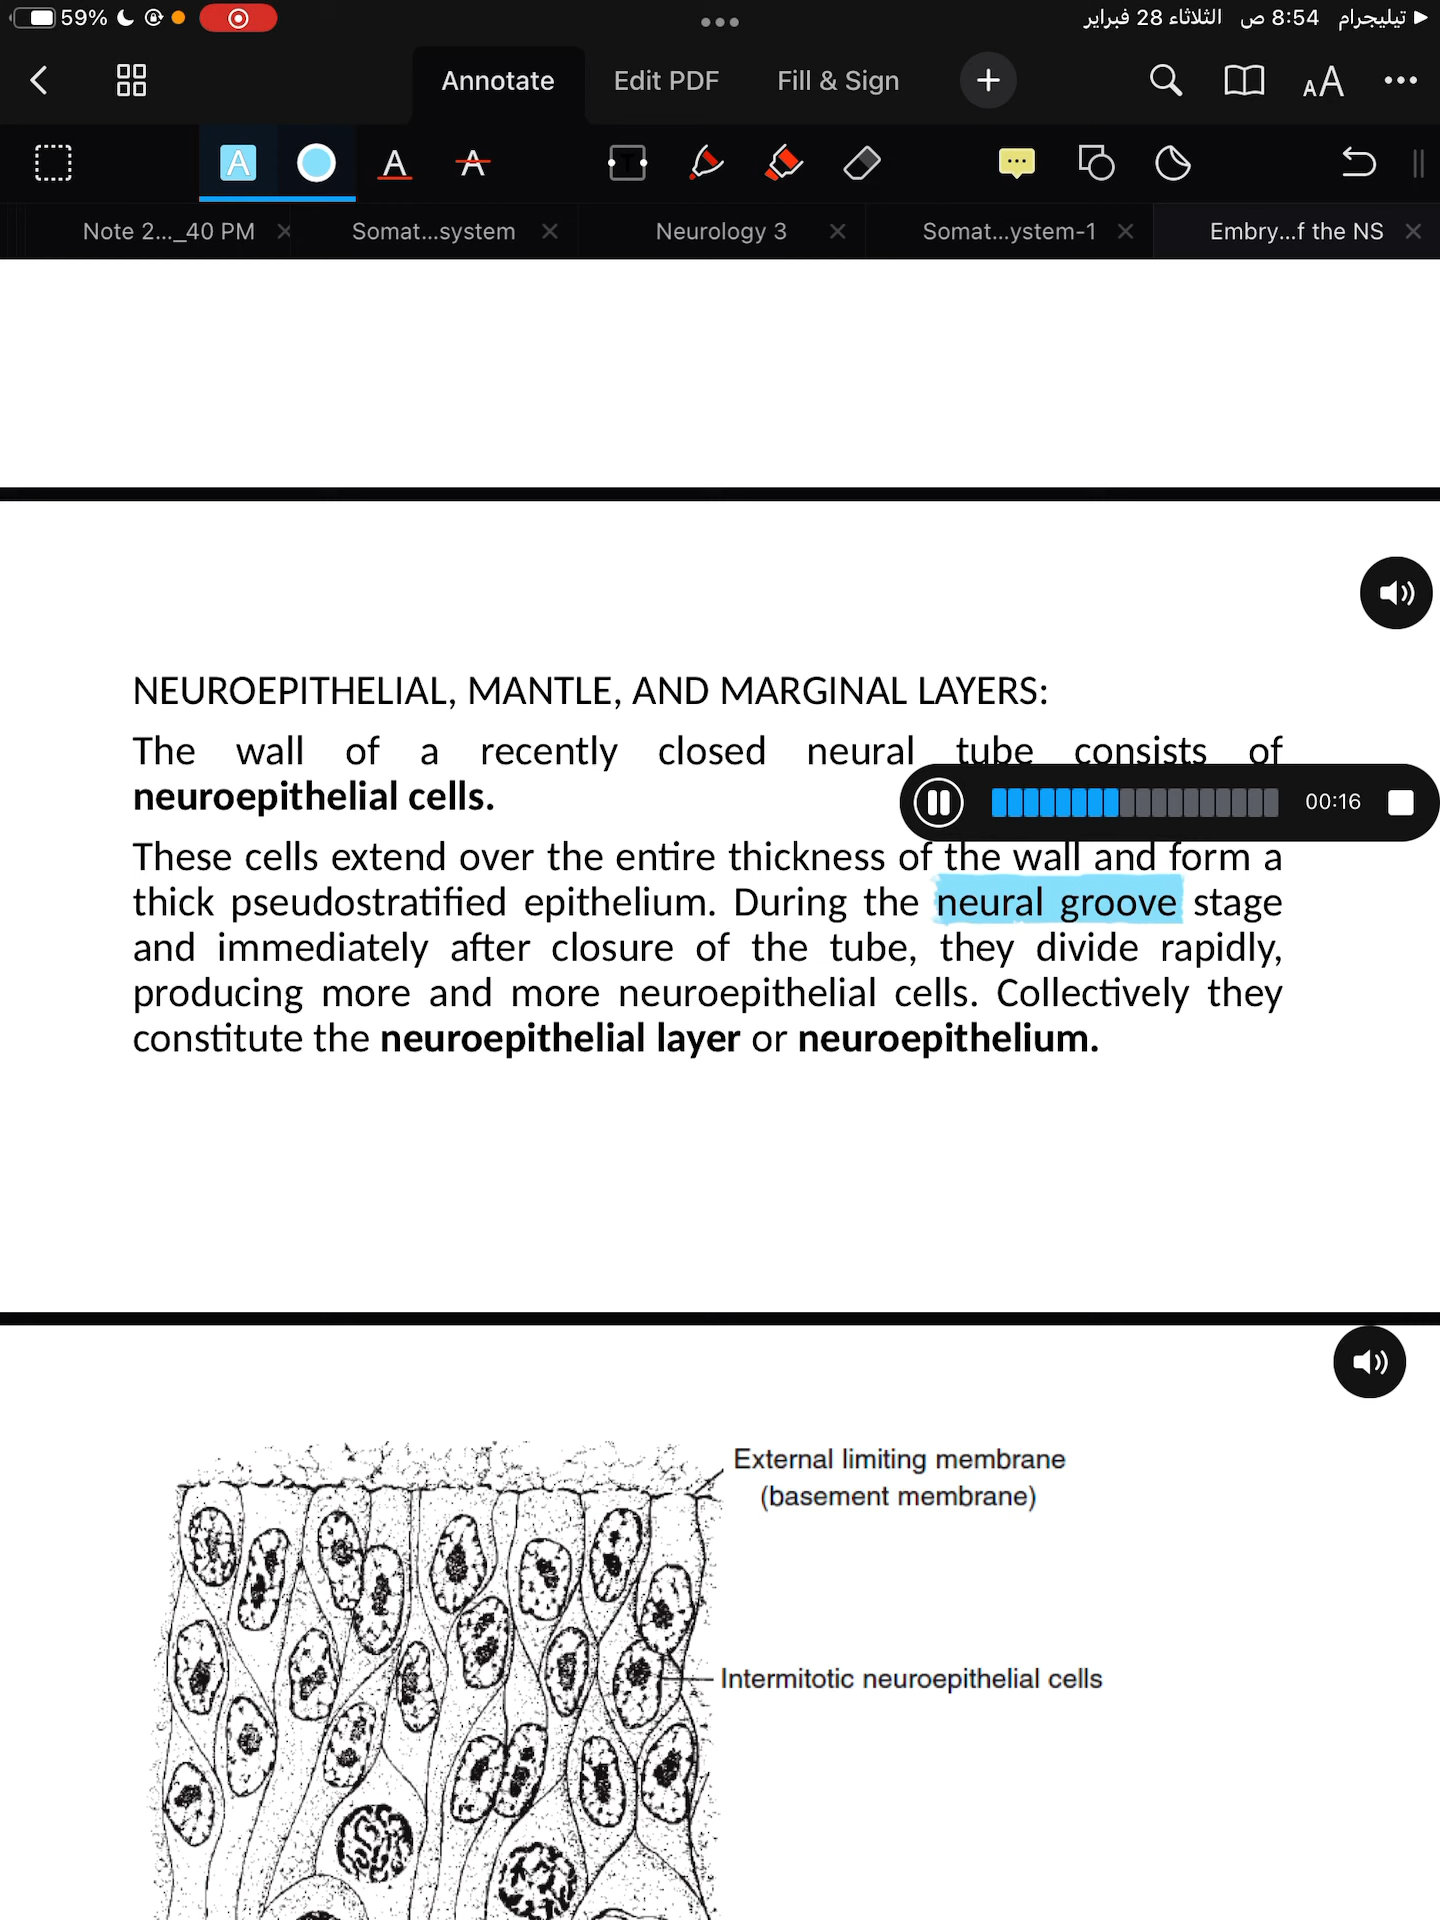 59%
الثلاثاء 28 فبراير 8:54 ص تيليجرام
Annotate Edit PDF Fill & Sign
AA
A A A T
Note 2..._40 PM Somat...system Neurology 3 Somat...ystem-1 Embry...f the NS
NEUROEPITHELIAL, MANTLE, AND MARGINAL LAYERS:
The wall of a recently closed neural tube consists of
neuroepithelial cells.
00:16
These cells extend over the entire thickness of the wall and form a
thick pseudostratified epithelium. During the neural groove stage
and immediately after closure of the tube, they divide rapidly,
producing more and more neuroepithelial cells. Collectively they
constitute the neuroepithelial layer or neuroepithelium.
External limiting membrane
(basement membrane)
Intermitotic neuroepithelial cells